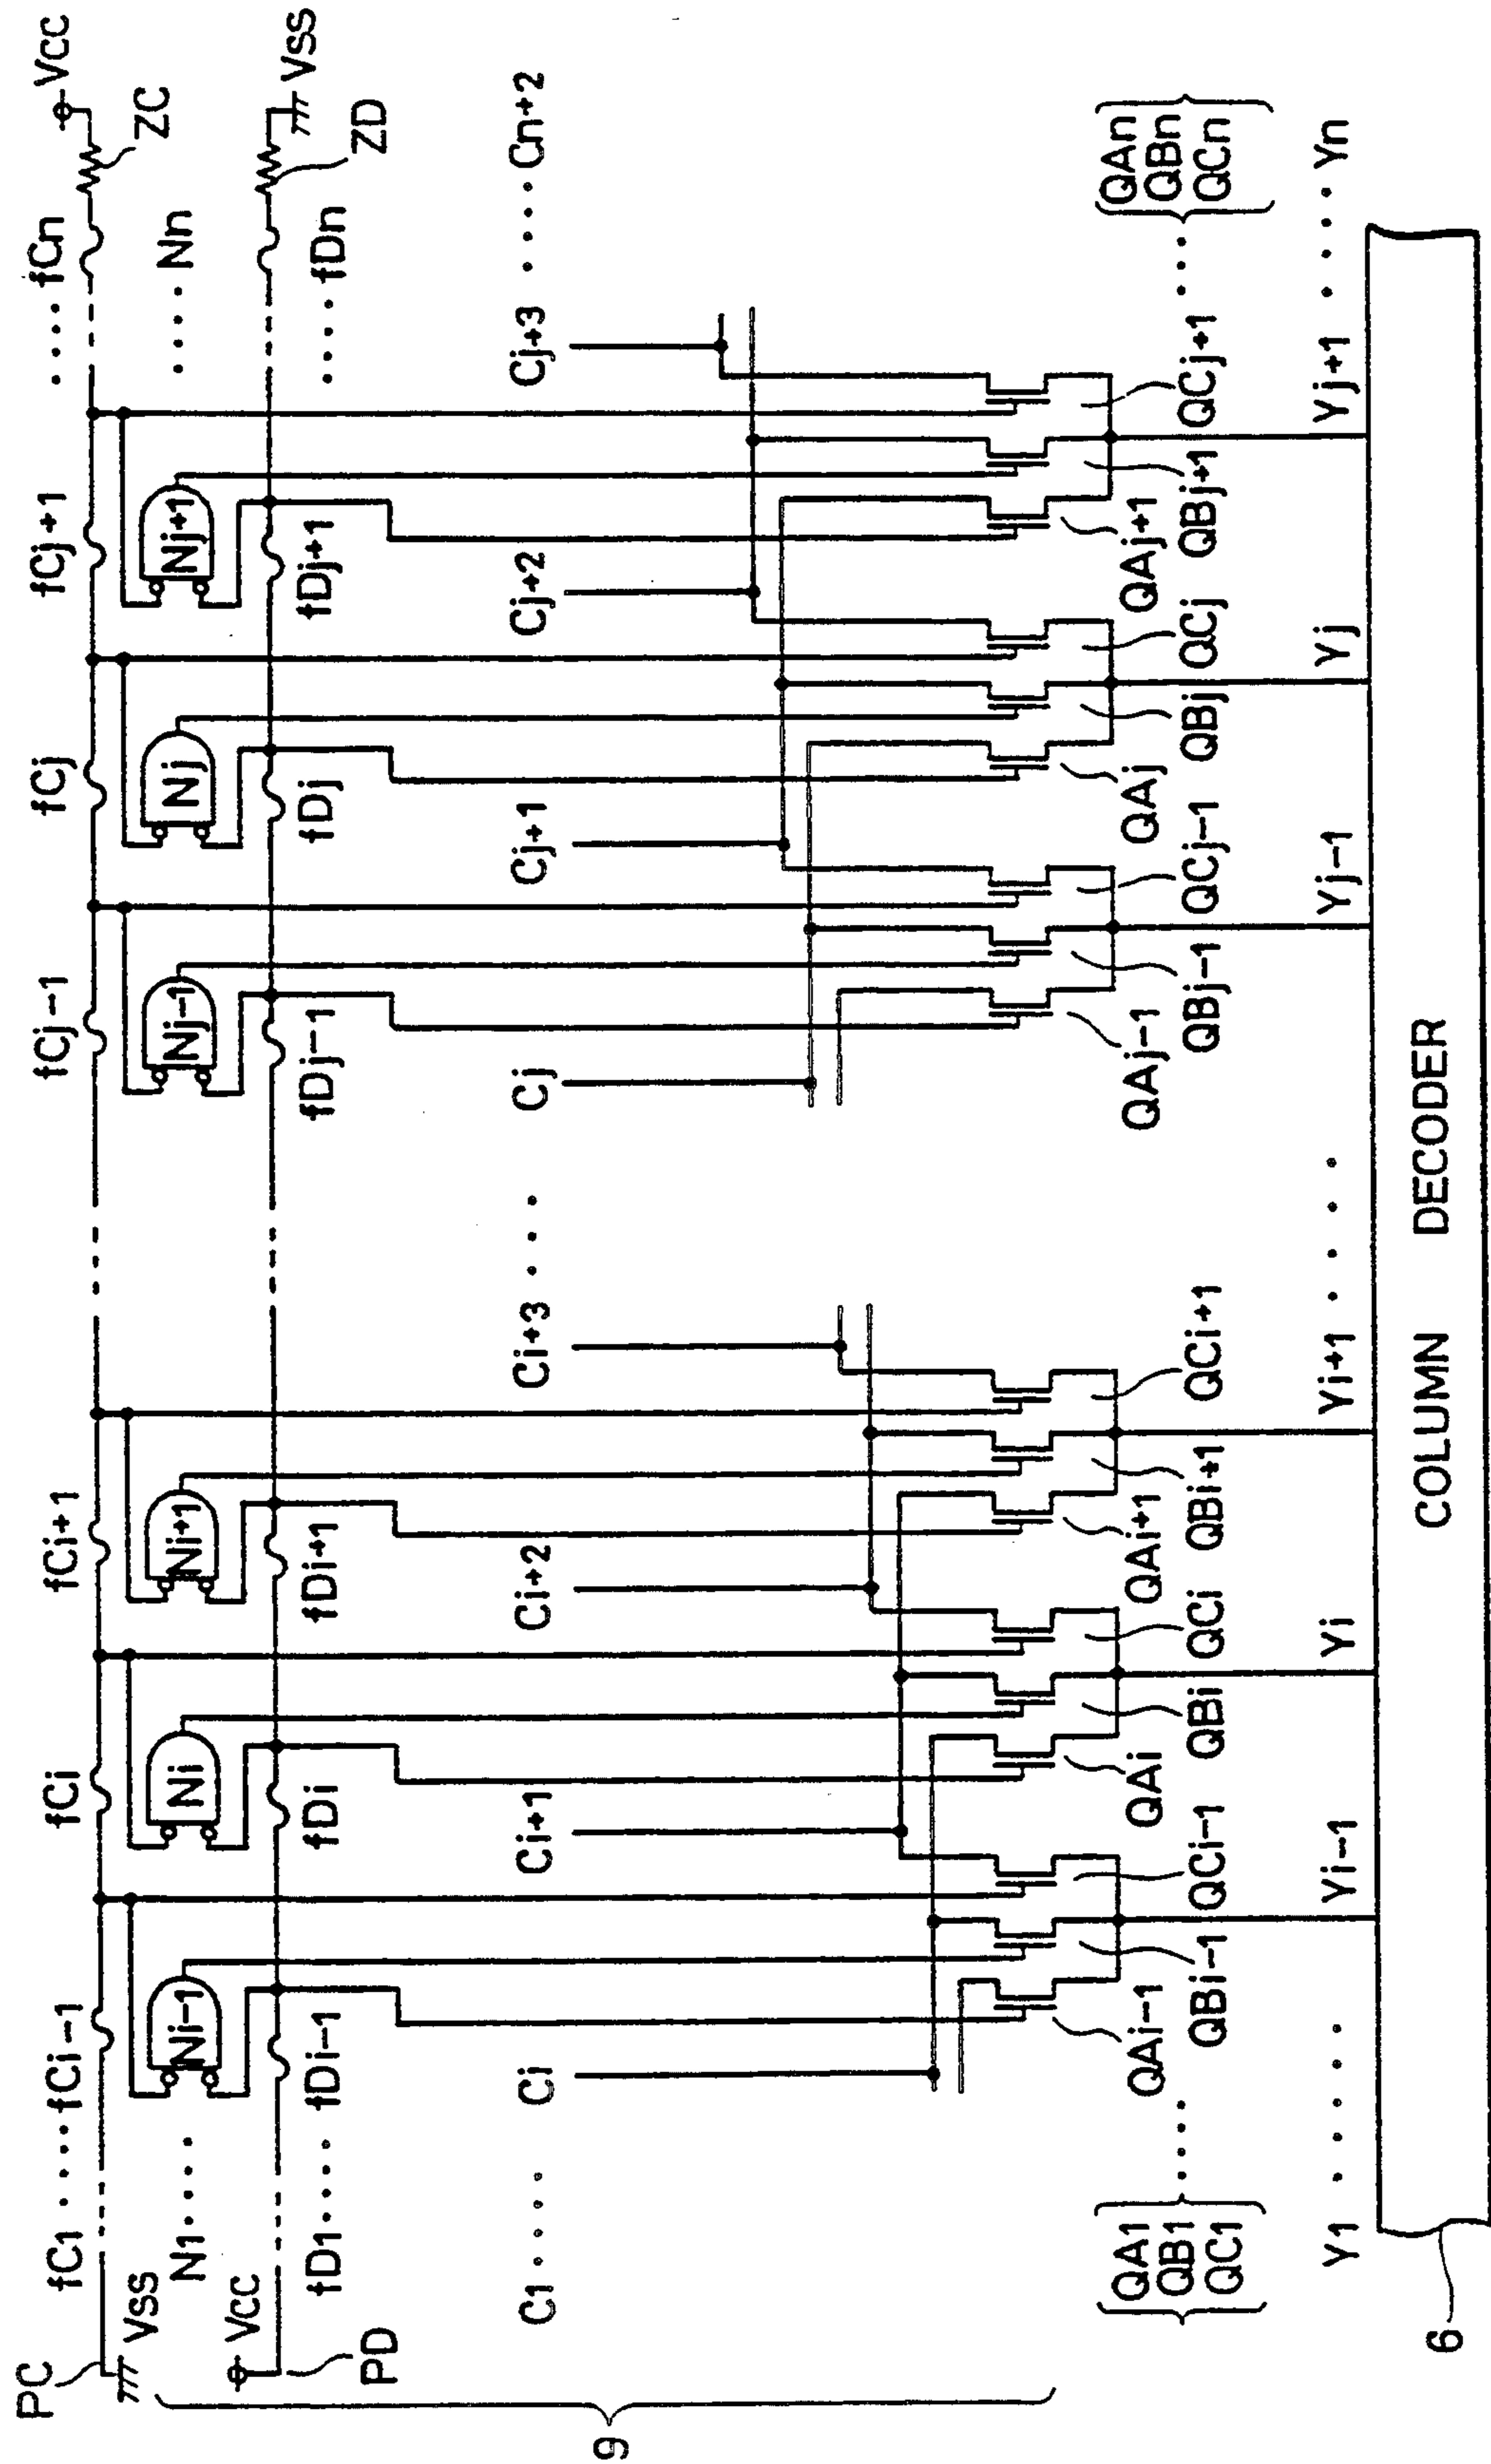 PC
fC1 ····fCi−1 fCi fCi+1 fCj−1 fCj fCj+1 ····fCn
Vcc
ZC
Vss
N1···· Ni−1 Ni Ni+1 Nj−1 Nj Nj+1 ····Nn
Vcc
Vss
ZD
PD
fD1···· fDi−1 fDi fDi+1 fDj−1 fDj fDj+1 ····fDn
C1···· Ci Ci+1 Ci+2 Ci+3 ··· Cj Cj+1 Cj+2 Cj+3 ····Cn+2
9
QAi−1 QAi QAi+1 QAj−1 QAj QAj+1
QBi−1 QCi−1 QBi QCi QBi+1 QCi+1 QBj−1 QCj−1 QBj QCj QBj+1 QCj+1
QA1
QB1
QC1
·····
···
QAn
QBn
QCn
Y1 ···· Yi−1 Yi Yi+1 ···· Yj−1 Yj Yj+1 ····Yn
COLUMN DECODER
6